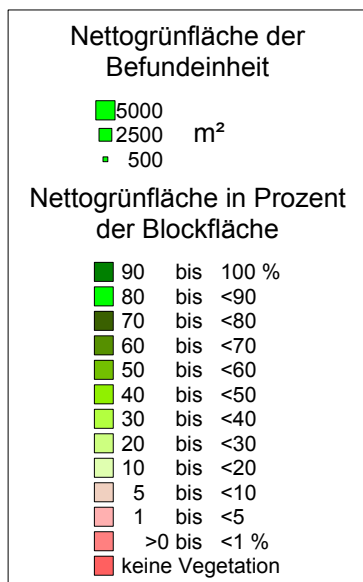 Nettogrünfläche der
Befundeinheit
5000
2500 m²
500
Nettogrünfläche in Prozent
der Blockfläche
90 bis 100 %
80 bis <90
70 bis <80
60 bis <70
50 bis <60
40 bis <50
30 bis <40
20 bis <30
10 bis <20
5 bis <10
1 bis <5
>0 bis <1 %
keine Vegetation